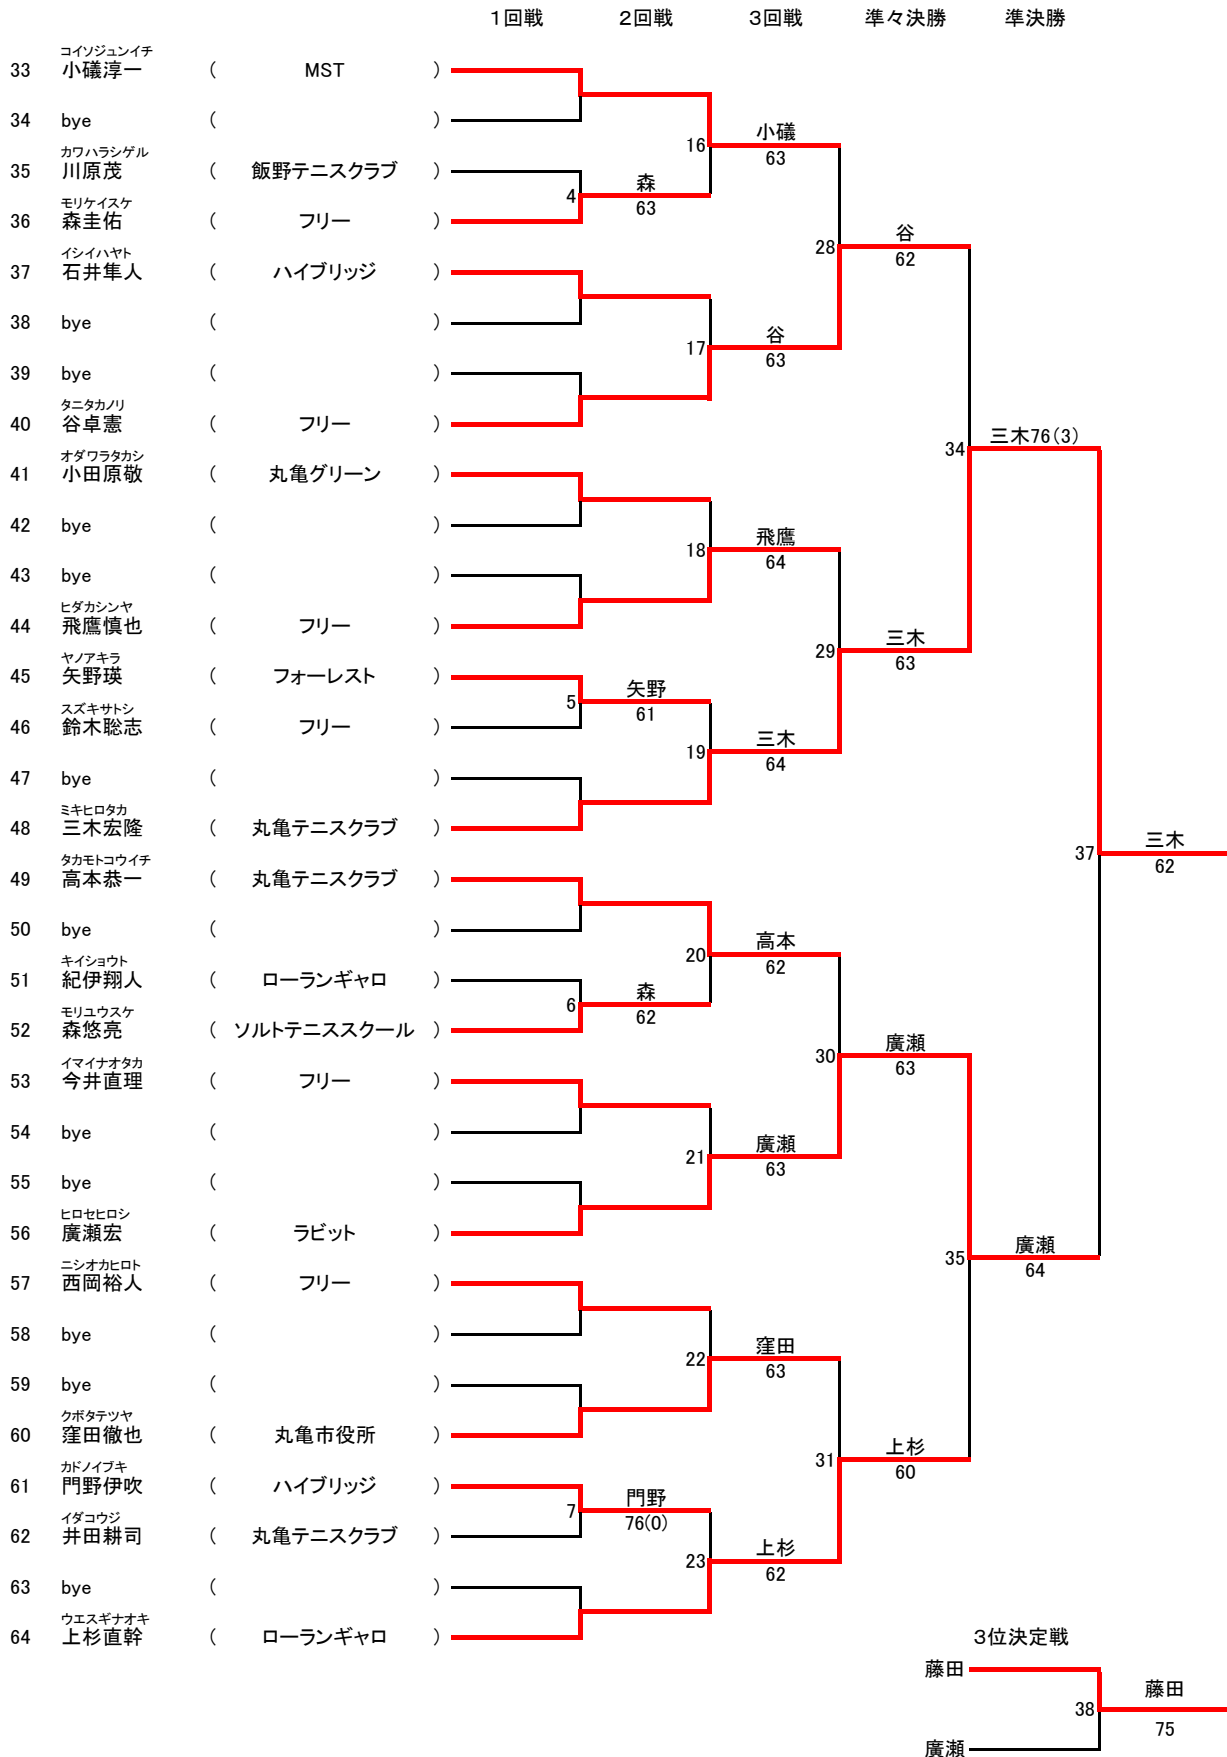 1回戦 2回戦 3回戦 準々決勝 準決勝
コイソジュンイチ
33 小礒淳一 ( MST )
34 bye ( )
16 小礒
63
カワハラシゲル
35 川原茂 ( 飯野テニスクラブ )
4 森
63
モリケイスケ
36 森圭佑 ( フリー )
28 谷
62
イシイハヤト
37 石井隼人 ( ハイブリッジ )
38 bye ( )
17 谷
63
39 bye ( )
タニタカノリ
40 谷卓憲 ( フリー )
34 三木76(3)
オダワラタカシ
41 小田原敬 ( 丸亀グリーン )
42 bye ( )
18 飛鷹
64
43 bye ( )
ヒダカシンヤ
44 飛鷹慎也 ( フリー )
29 三木
63
ヤノアキラ
45 矢野瑛 ( フォーレスト )
5 矢野
61
スズキサトシ
46 鈴木聡志 ( フリー )
19 三木
64
47 bye ( )
ミキヒロタカ
48 三木宏隆 ( 丸亀テニスクラブ )
37 三木
62
タカモトコウイチ
49 高本恭一 ( 丸亀テニスクラブ )
50 bye ( )
20 高本
62
キイショウト
51 紀伊翔人 ( ローランギャロ )
6 森
62
モリユウスケ
52 森悠亮 ( ソルトテニススクール )
30 廣瀬
63
イマイナオタカ
53 今井直理 ( フリー )
54 bye ( )
21 廣瀬
63
55 bye ( )
ヒロセヒロシ
56 廣瀬宏 ( ラビット )
35 廣瀬
64
ニシオカヒロト
57 西岡裕人 ( フリー )
58 bye ( )
22 窪田
63
59 bye ( )
クボタテツヤ
60 窪田徹也 ( 丸亀市役所 )
31 上杉
60
カドノイブキ
61 門野伊吹 ( ハイブリッジ )
7 門野
76(0)
イダコウジ
62 井田耕司 ( 丸亀テニスクラブ )
23 上杉
62
63 bye ( )
ウエスギナオキ
64 上杉直幹 ( ローランギャロ )
3位決定戦
藤田
38 藤田
75
廣瀬